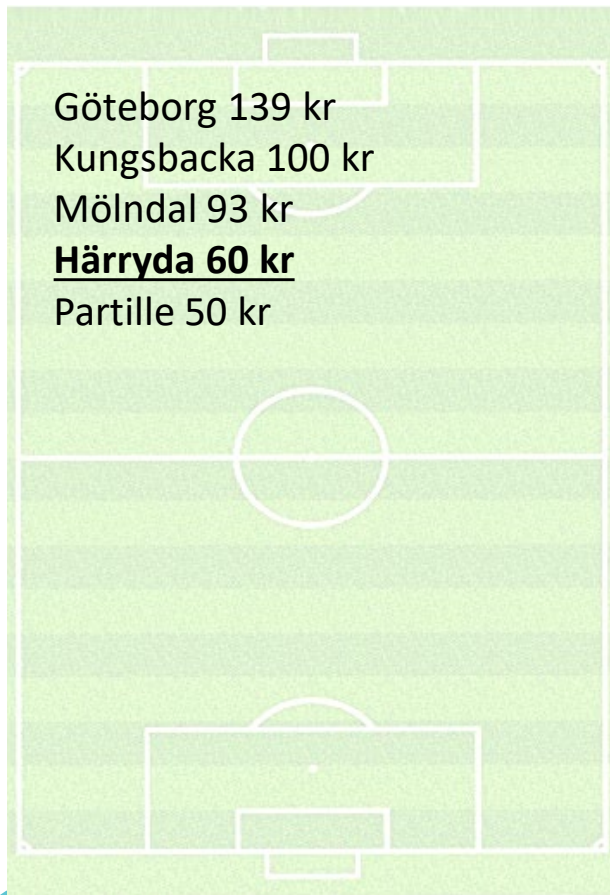 Göteborg 139 kr
Kungsbacka 100 kr
Mölndal 93 kr
Härryda 60 kr
Partille 50 kr